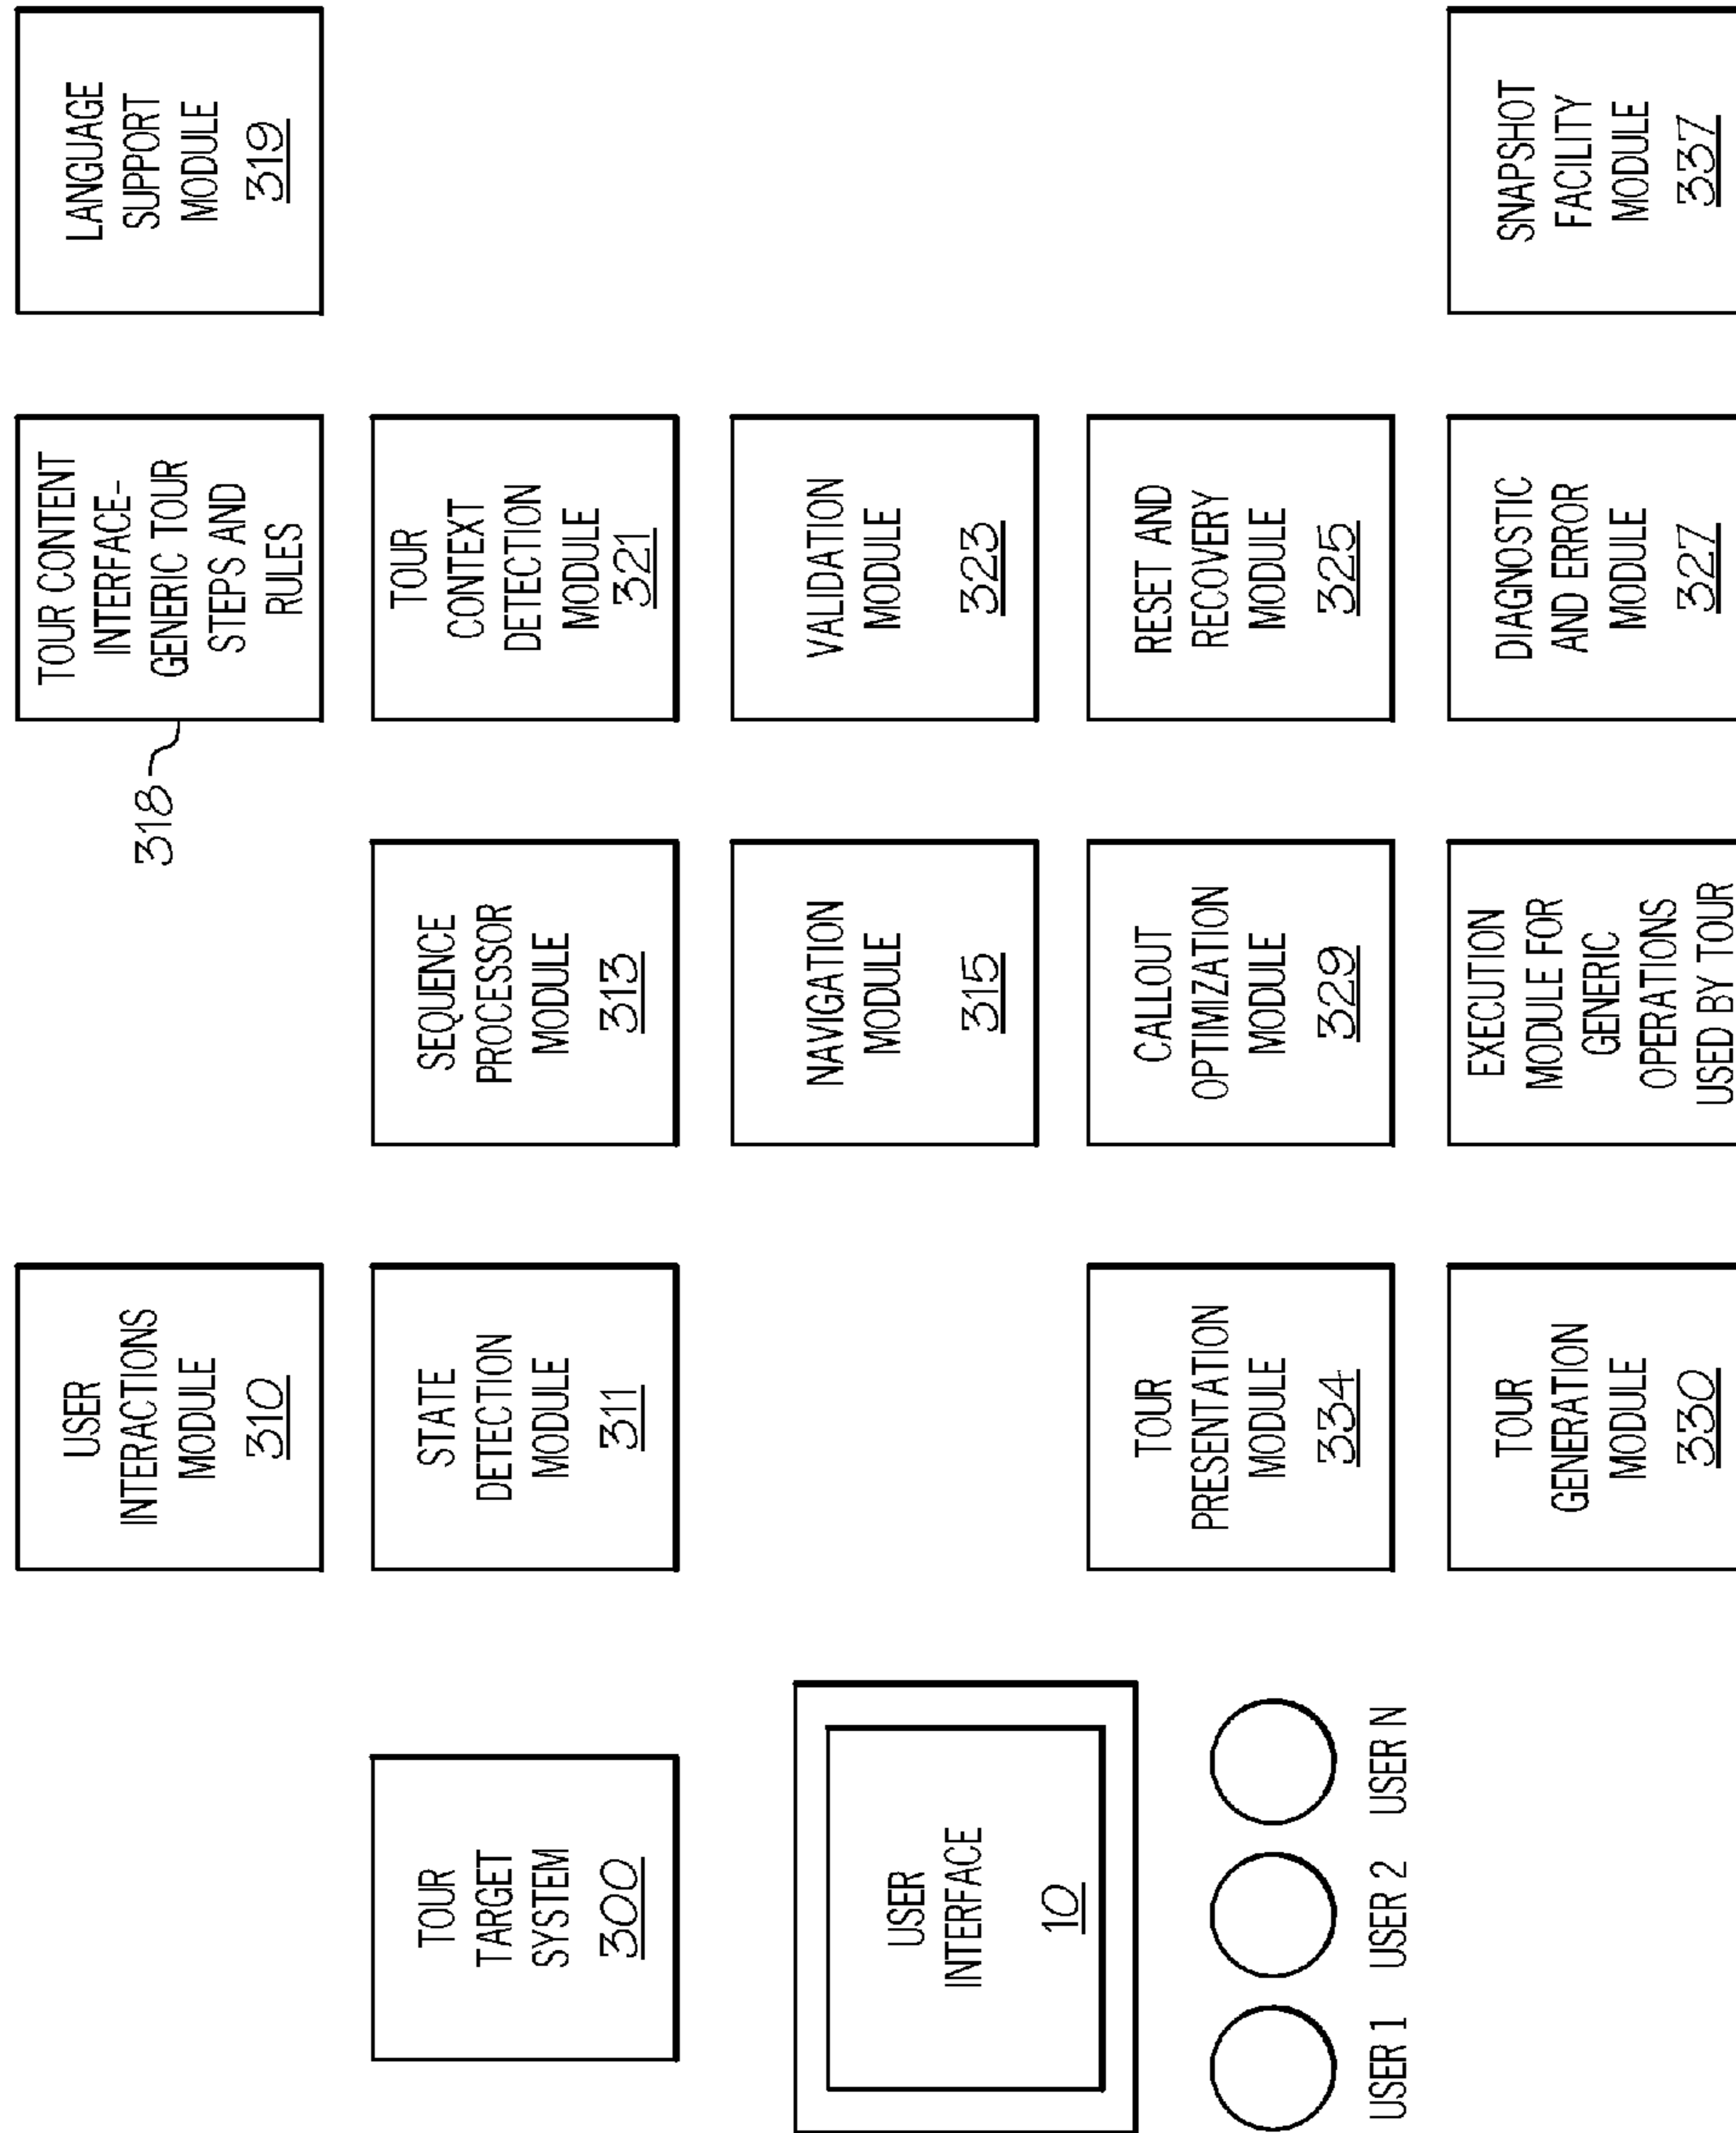 USER
INTERACTIONS
MODULE
310
318
TOUR CONTENT
INTERFACE-
GENERIC TOUR
STEPS AND
RULES
LANGUAGE
SUPPORT
MODULE
319
TOUR
TARGET
SYSTEM
300
STATE
DETECTION
MODULE
311
SEQUENCE
PROCESSOR
MODULE
313
TOUR
CONTEXT
DETECTION
MODULE
321
USER
INTERFACE
10
NAVIGATION
MODULE
315
VALIDATION
MODULE
323
USER 1 USER 2 USER N
TOUR
PRESENTATION
MODULE
334
CALLOUT
OPTIMIZATION
MODULE
329
RESET AND
RECOVERY
MODULE
325
TOUR
GENERATION
MODULE
330
EXECUTION
MODULE FOR
GENERIC
OPERATIONS
USED BY TOUR
DIAGNOSTIC
AND ERROR
MODULE
327
SNAPSHOT
FACILITY
MODULE
337